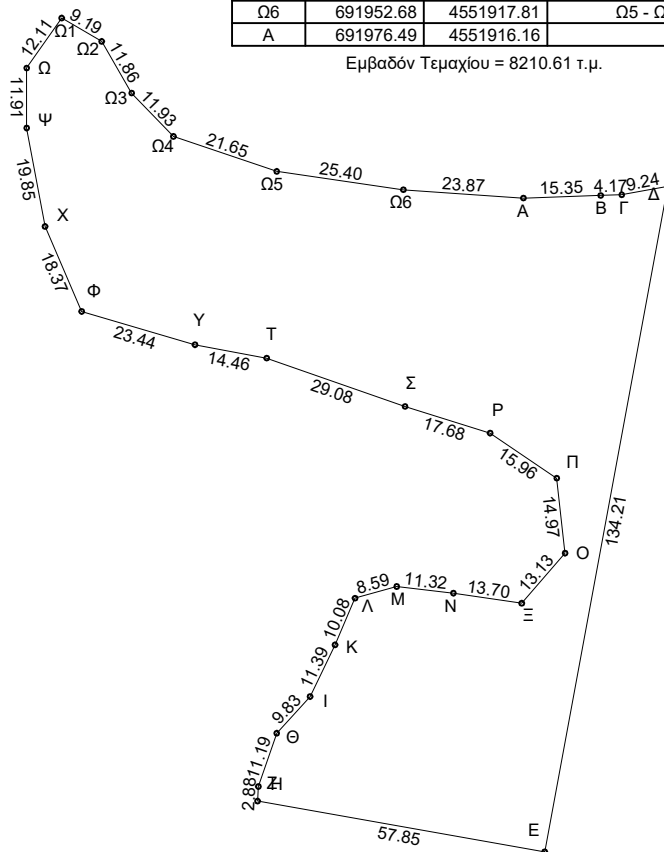 Ω6 691952.68 4551917.81 Ω5 - Ω
Α 691976.49 4551916.16
Εμβαδόν Τεμαχίου = 8210.61 τ.μ.
9.19
Ω1
12.11
Ω2
11.86
Ω
11.91
Ω3
11.93
Ψ
Ω4
21.65
19.85
Ω5
25.40
Ω6
23.87
Α
15.35
Β
4.17
Γ
9.24
Δ
Χ
18.37
Φ
23.44
Υ
14.46
Τ
29.08
Σ
17.68
Ρ
15.96
Π
14.97
134.21
Ο
13.13
Ξ
13.70
Ν
11.32
Μ
8.59
Λ
10.08
Κ
11.39
Ι
9.83
Θ
11.19
Η
Ζ
2.88
57.85
Ε